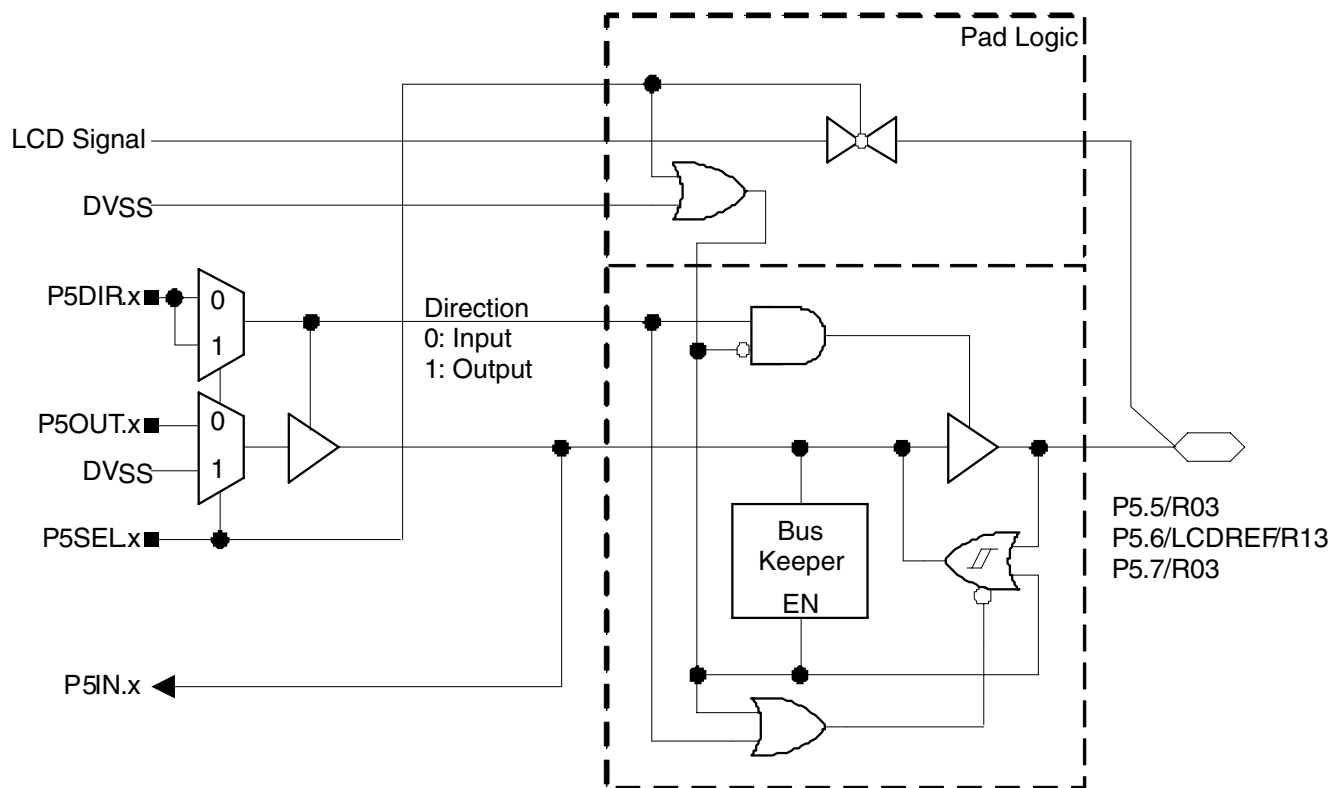 Pad Logic
LCD Signal
DVSS
P5DIR.x
0
1
Direction
0: Input
1: Output
P5OUT.x
0
DVSS
1
P5SEL.x
Bus
Keeper
EN
P5.5/R03
P5.6/LCDREF/R13
P5.7/R03
P5IN.x